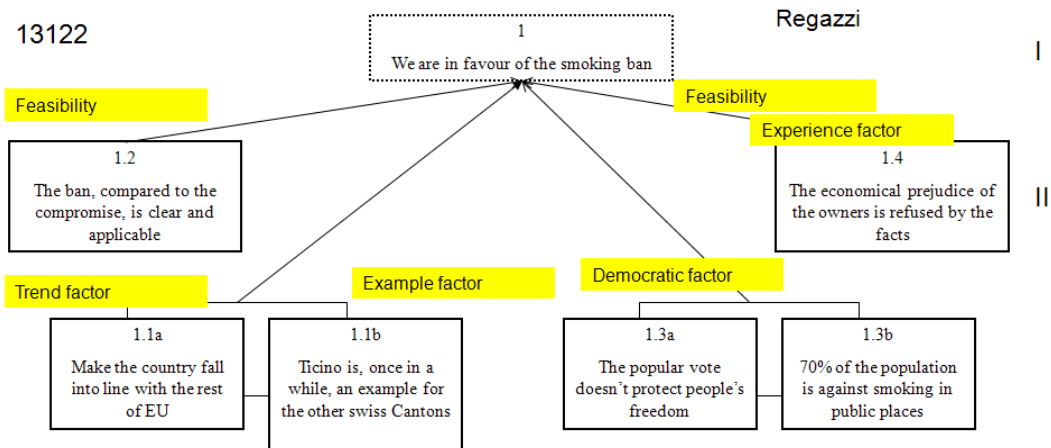 13122
Regazzi
1
We are in favour of the smoking ban
I
Feasibility
Feasibility
Experience factor
1.2
The ban, compared to the
compromise, is clear and
applicable
1.4
The economical prejudice of
the owners is refused by the
facts
II
Trend factor
Example factor
Democratic factor
1.1a
Make the country fall
into line with the rest
of EU
1.1b
Ticino is, once in a
while, an example for
the other swiss Cantons
1.3a
The popular vote
doesn't protect people's
freedom
1.3b
70% of the population
is against smoking in
public places